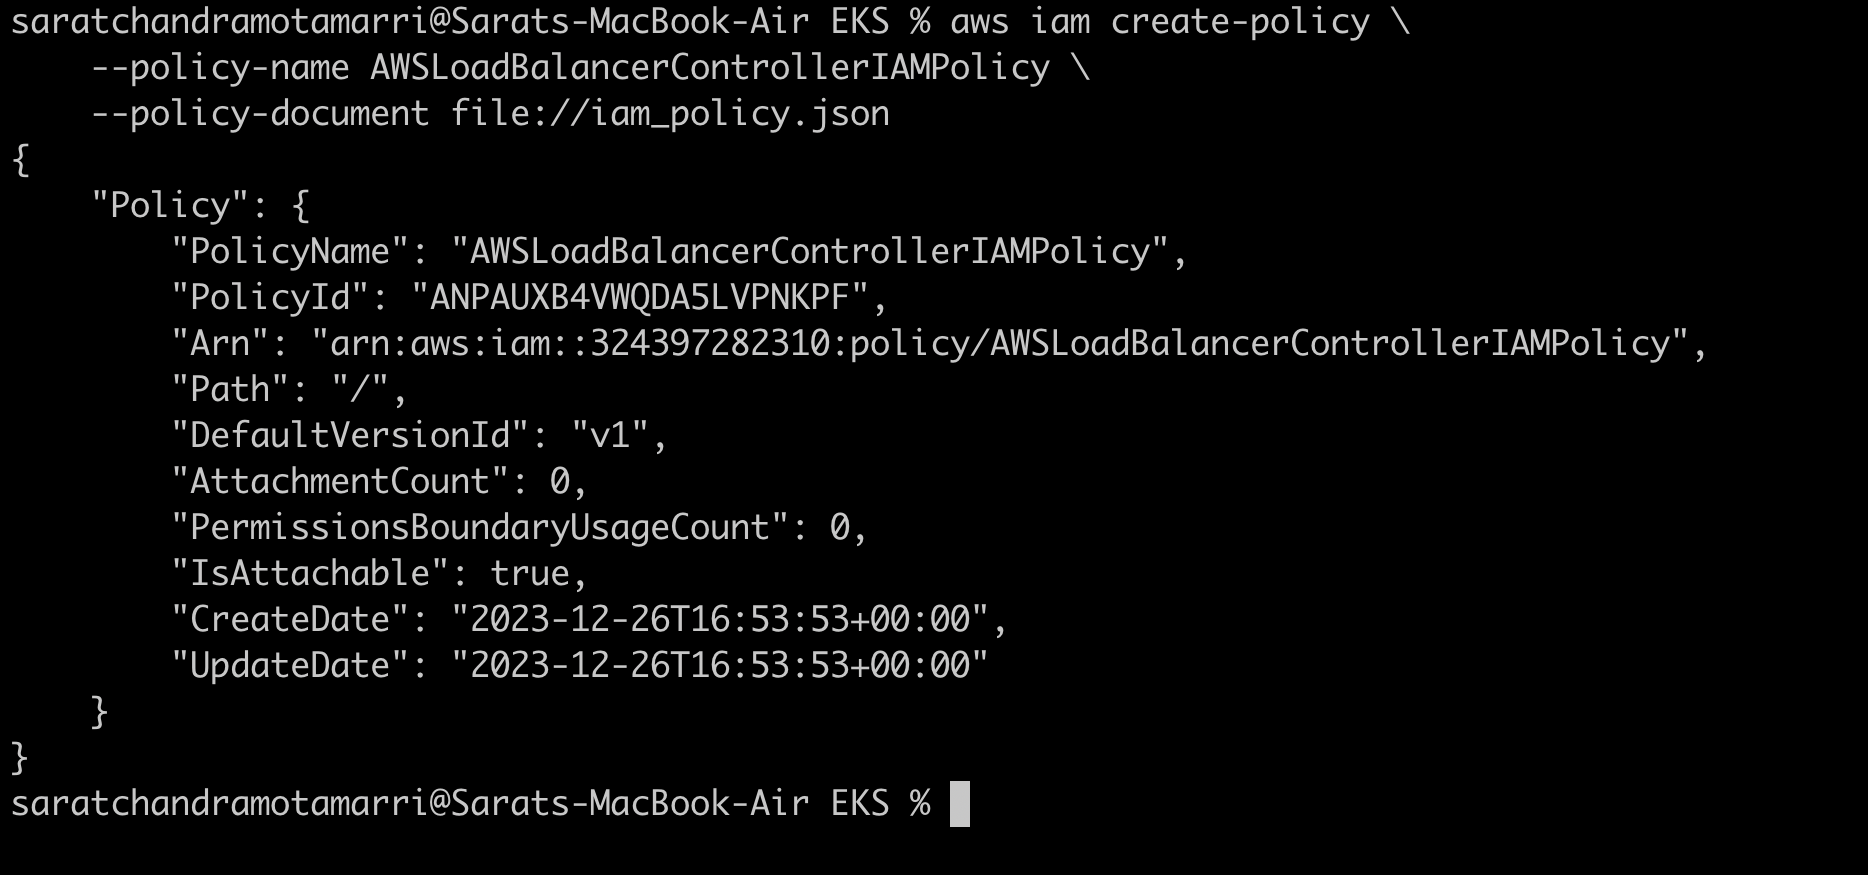 saratchandramotamarri@Sarats-MacBook-Air EKS % aws iam create-policy \
    --policy-name AWSLoadBalancerControllerIAMPolicy \
    --policy-document file://iam_policy.json
{
    "Policy": {
        "PolicyName": "AWSLoadBalancerControllerIAMPolicy",
        "PolicyId": "ANPAUXB4VWQDA5LVPNKPF",
        "Arn": "arn:aws:iam::324397282310:policy/AWSLoadBalancerControllerIAMPolicy",
        "Path": "/",
        "DefaultVersionId": "v1",
        "AttachmentCount": 0,
        "PermissionsBoundaryUsageCount": 0,
        "IsAttachable": true,
        "CreateDate": "2023-12-26T16:53:53+00:00",
        "UpdateDate": "2023-12-26T16:53:53+00:00"
    }
}
saratchandramotamarri@Sarats-MacBook-Air EKS %